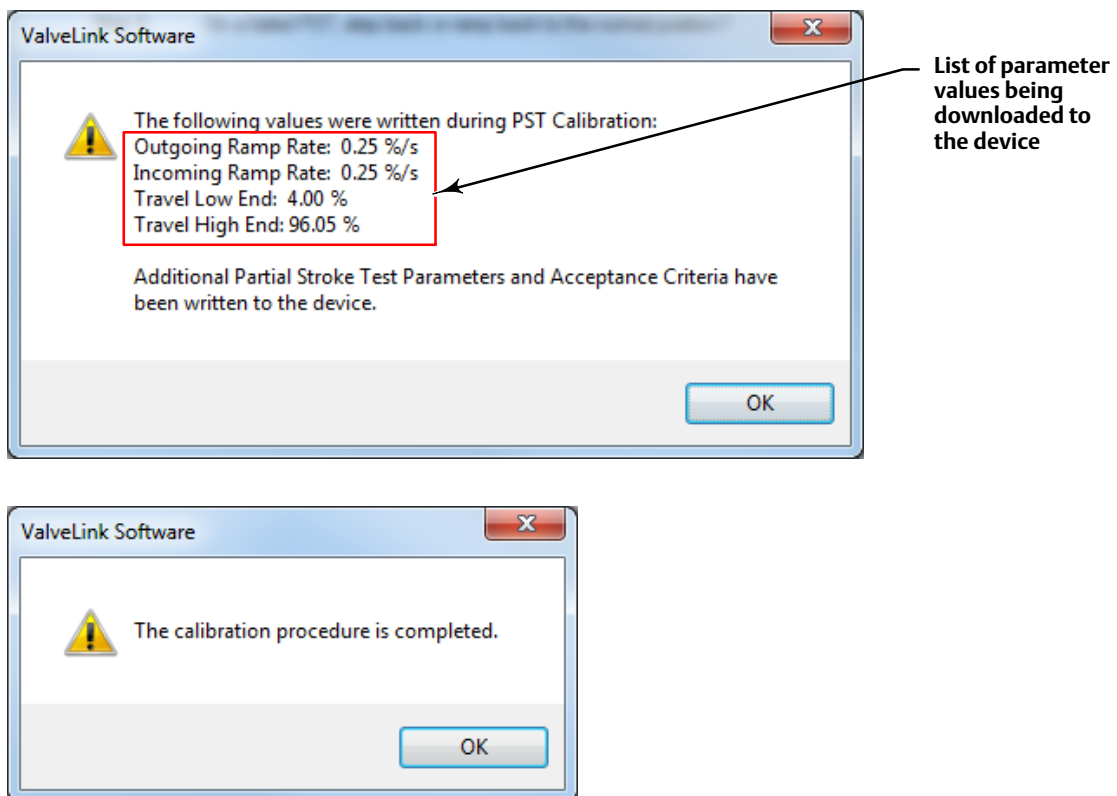 ValveLink Software
The following values were written during PST Calibration:
Outgoing Ramp Rate: 0.25 %/s
Incoming Ramp Rate: 0.25 %/s
Travel Low End: 4.00 %
Travel High End: 96.05 %
Additional Partial Stroke Test Parameters and Acceptance Criteria have
been written to the device.
OK
List of parameter
values being
downloaded to
the device
ValveLink Software
The calibration procedure is completed.
OK